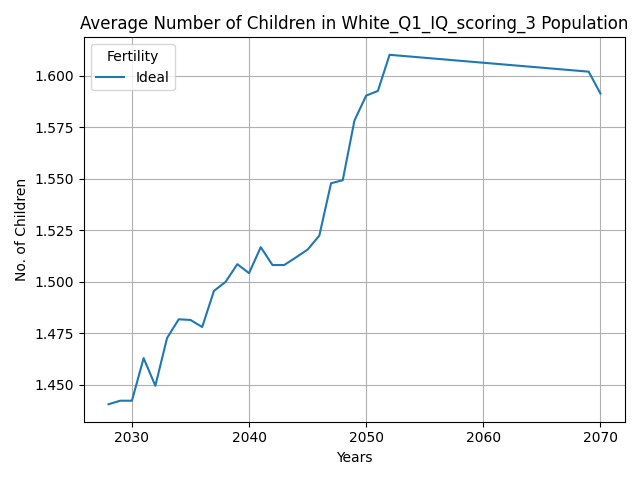 Average Number of Children in White_Q1_IQ_scoring_3 Population
Fertility
Ideal
No. of Children
1.600
1.575
1.550
1.525
1.500
1.475
1.450
2030 2040 2050 2060 2070
Years